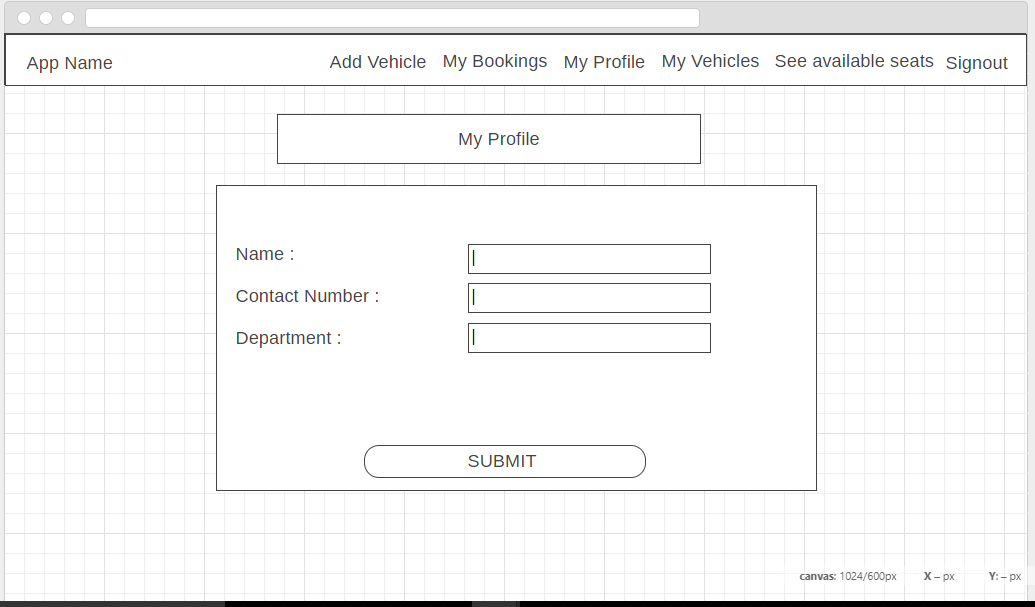 App Name Add Vehicle My Bookings My Profile My Vehicles See available seats Signout
My Profile
Name :
Contact Number :
Department :
SUBMIT
canvas: 1024/600px X – px Y: – px